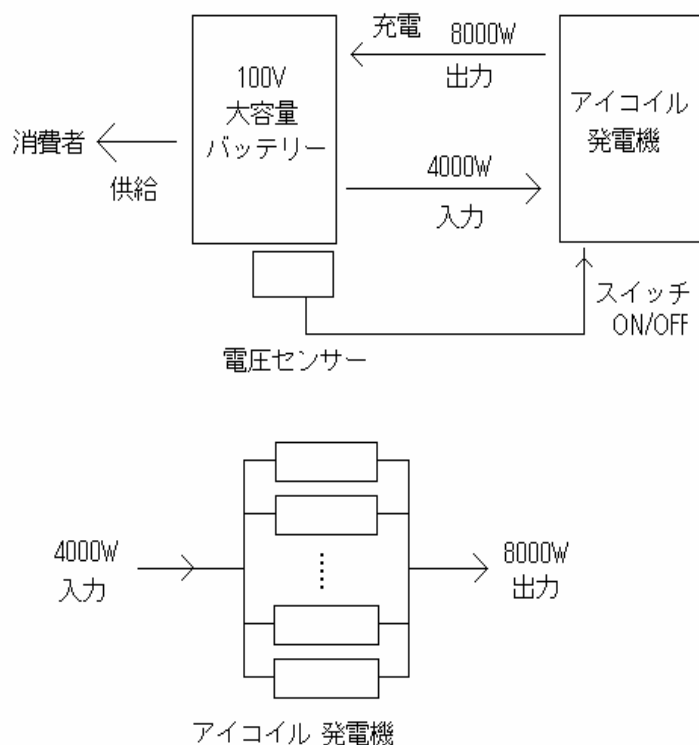 充電
8000W
出力
100V
大容量
バッテリー
アイコイル
発電機
消費者
供給
4000W
入力
スイッチ
ON/OFF
電圧センサー
4000W
入力
8000W
出力
アイコイル 発電機